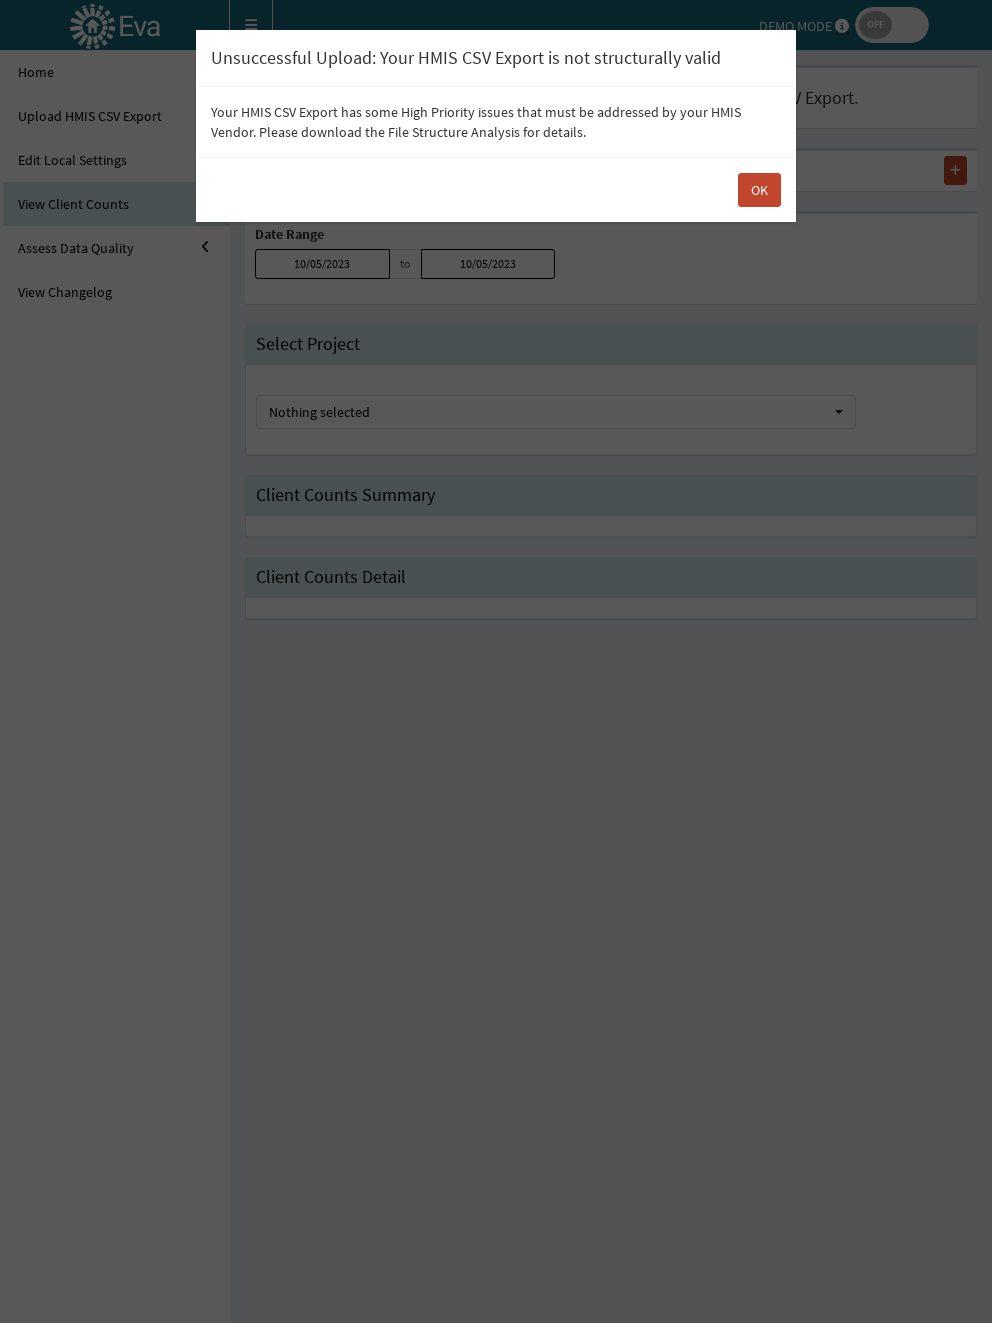 Eva
DEMO MODE
OFF
Unsuccessful Upload: Your HMIS CSV Export is not structurally valid
Your HMIS CSV Export has some High Priority issues that must be addressed by your HMIS
Vendor. Please download the File Structure Analysis for details.
OK
Home
Upload HMIS CSV Export
Edit Local Settings
View Client Counts
Assess Data Quality
View Changelog
Export.
+
Date Range
10/05/2023 to 10/05/2023
Select Project
Nothing selected
Client Counts Summary
Client Counts Detail